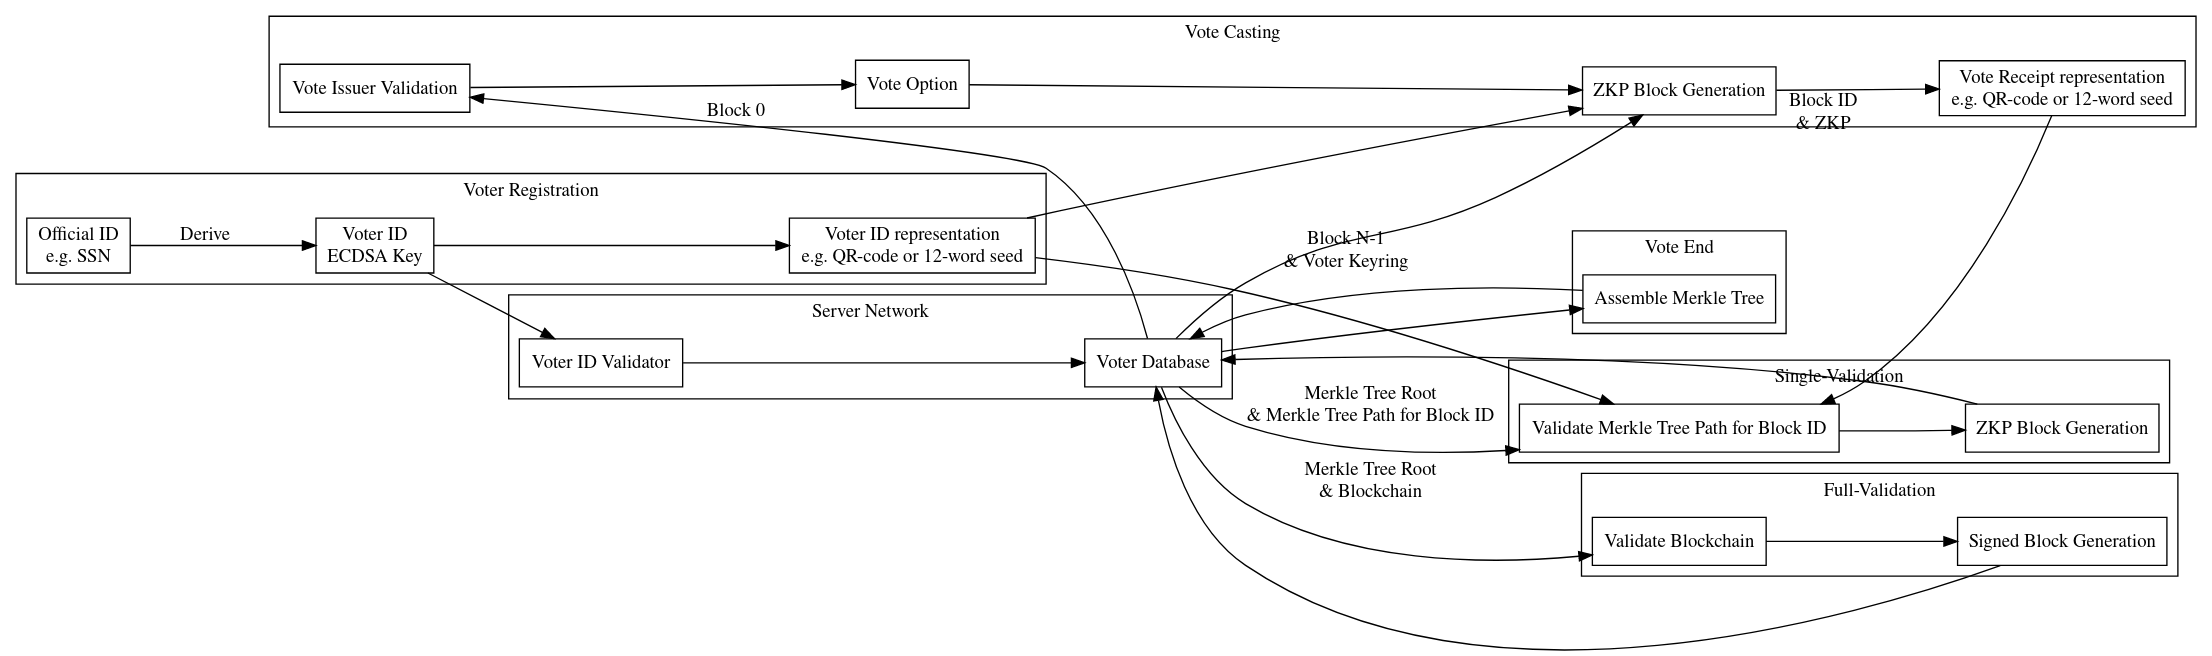 Vote Casting
Vote Issuer Validation
Vote Option
ZKP Block Generation
Vote Receipt representation
e.g. QR-code or 12-word seed
Block 0
Block ID
& ZKP
Voter Registration
Official ID
e.g. SSN
Derive
Voter ID
ECDSA Key
Voter ID representation
e.g. QR-code or 12-word seed
Block N-1
& Voter Keyring
Vote End
Assemble Merkle Tree
Server Network
Voter ID Validator
Voter Database
Merkle Tree Root
& Merkle Tree Path for Block ID
Single-Validation
Validate Merkle Tree Path for Block ID
ZKP Block Generation
Merkle Tree Root
& Blockchain
Full-Validation
Validate Blockchain
Signed Block Generation